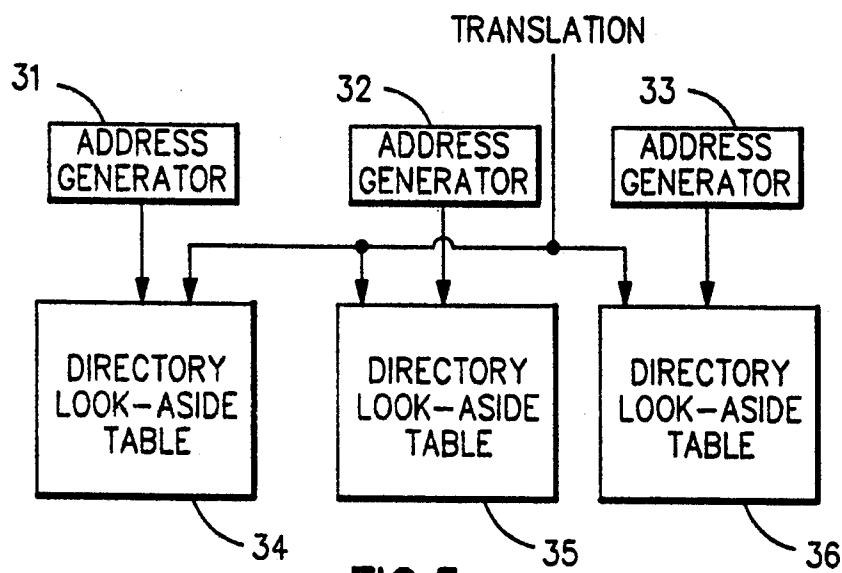 TRANSLATION
31
32
33
ADDRESS
GENERATOR
ADDRESS
GENERATOR
ADDRESS
GENERATOR
DIRECTORY
LOOK-ASIDE
TABLE
DIRECTORY
LOOK-ASIDE
TABLE
DIRECTORY
LOOK-ASIDE
TABLE
34
35
36